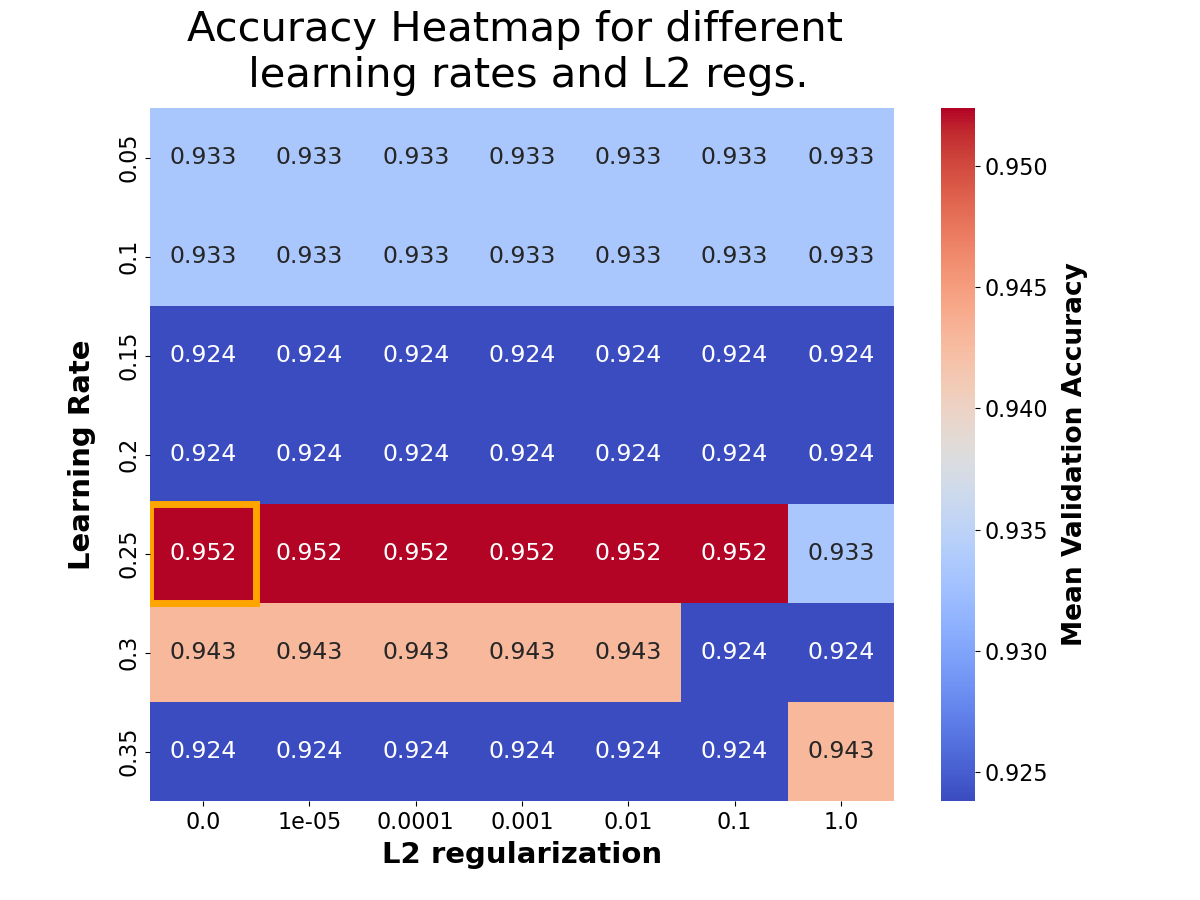 Accuracy Heatmap for different
learning rates and L2 regs.
Learning Rate
0.05 0.933 0.933 0.933 0.933 0.933 0.933 0.933
0.1 0.933 0.933 0.933 0.933 0.933 0.933 0.933
0.15 0.924 0.924 0.924 0.924 0.924 0.924 0.924
0.2 0.924 0.924 0.924 0.924 0.924 0.924 0.924
0.25 0.952 0.952 0.952 0.952 0.952 0.952 0.933
0.3 0.943 0.943 0.943 0.943 0.943 0.924 0.924
0.35 0.924 0.924 0.924 0.924 0.924 0.924 0.943
0.0 1e-05 0.0001 0.001 0.01 0.1 1.0
L2 regularization
0.950
0.945
0.940
0.935
0.930
0.925
Mean Validation Accuracy